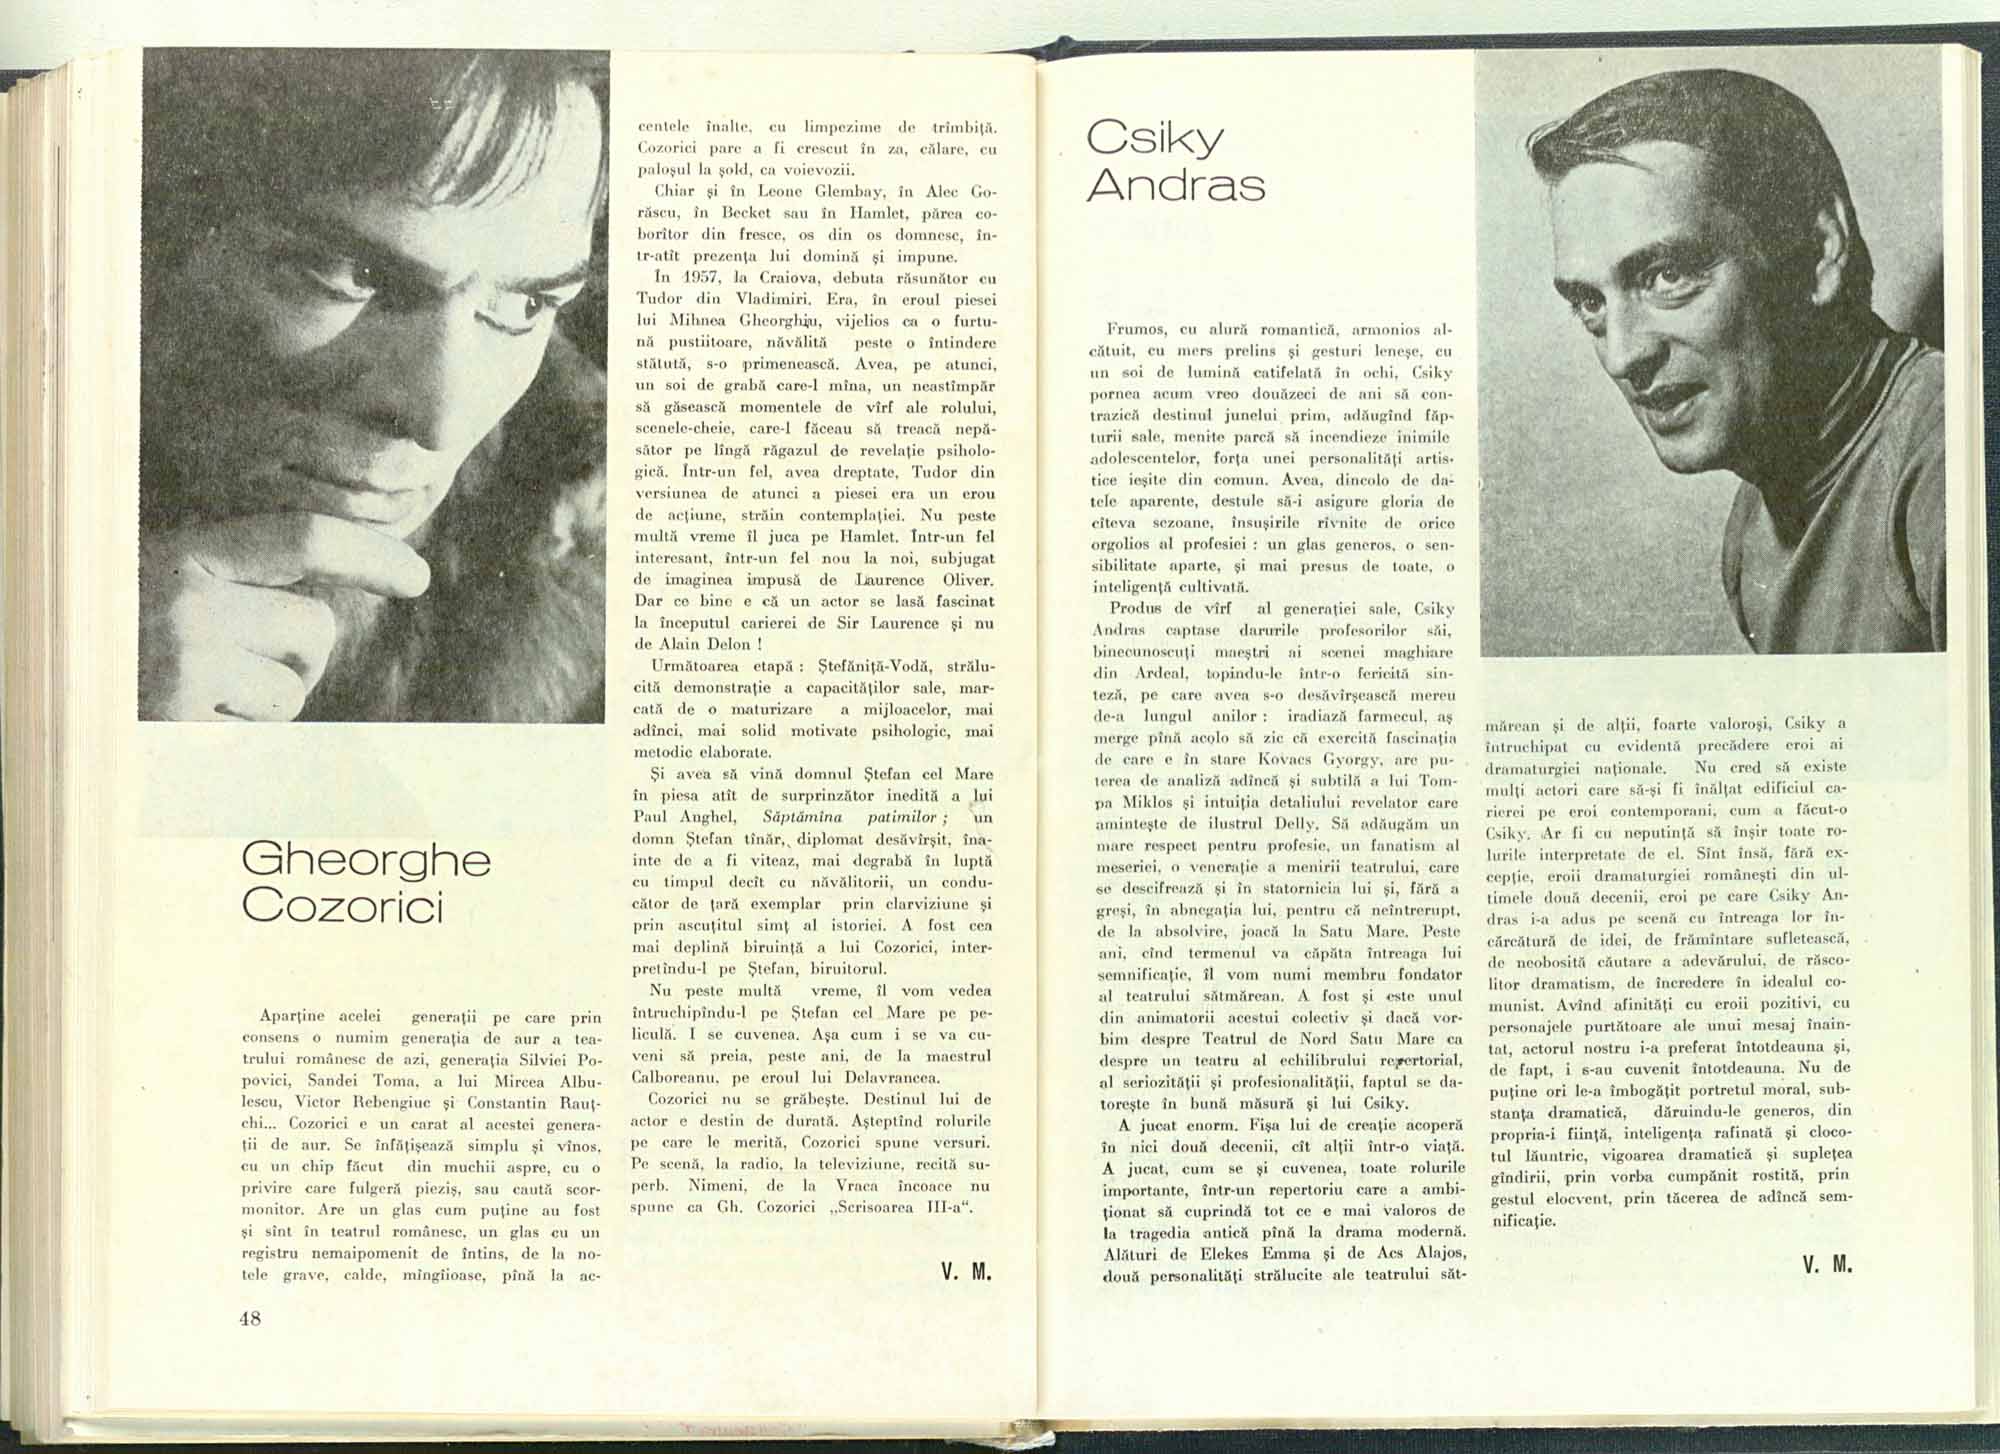 Gheorghe
Cozorici
Aparține acelei generații pe care prin
consens o numim generația de aur a tea-
trului românesc de azi, generația Silviei Po-
povici, Sandei Toma, a lui Mircea Albu-
lescu, Victor Rebengiuc și Constantin Rauț-
chi... Cozorici e un carat al acestei genera-
ții de aur. Se înfățișează simplu și vînos,
cu un chip făcut din muchii aspre, cu o
privire care fulgeră pieziș, sau caută scor-
monitor. Are un glas cum puține au fost
și sînt în teatrul românesc, un glas cu un
registru nemaipomenit de întins, de la no-
tele grave, calde, mîngîioase, pînă la ac-
centele înalte, cu limpezime de trîmbiță.
Cozorici pare a fi crescut în za, călare, cu
paloșul la șold, ca voievozii.
Chiar și în Leone Glembay, în Alec Go-
răscu, în Becket sau în Hamlet, părea co-
borîtor din fresce, os din os domnesc, în-
tr-atît prezența lui domină și impune.
În 1957, la Craiova, debuta răsunător cu
Tudor din Vladimiri. Era, în eroul piesei
lui Mihnea Gheorghiu, vijelios ca o furtu-
nă pustiitoare, năvălită peste o întindere
stătută, s-o primenească. Avea, pe atunci,
un soi de grabă care-l mîna, un neastîmpăr
să găsească momentele de vîrf ale rolului,
scenele-cheie, care-l făceau să treacă nepă-
sător pe lîngă răgazul de revelație psiholo-
gică. Într-un fel, avea dreptate, Tudor din
versiunea de atunci a piesei era un erou
de acțiune, străin contemplației. Nu peste
multă vreme îl juca pe Hamlet. Într-un fel
interesant, într-un fel nou la noi, subjugat
de imaginea impusă de Laurence Oliver.
Dar ce bine e că un actor se lasă fascinat
la începutul carierei de Sir Laurence și nu
de Alain Delon !
Următoarea etapă : Ștefăniță-Vodă, strălu-
cită demonstrație a capacităților sale, mar-
cată de o maturizare a mijloacelor, mai
adînci, mai solid motivate psihologic, mai
metodic elaborate.
Și avea să vină domnul Ștefan cel Mare
în piesa atît de surprinzător inedită a lui
Paul Anghel, Săptămîna patimilor ; un
domn Ștefan tînăr, diplomat desăvîrșit, îna-
inte de a fi viteaz, mai degrabă în luptă
cu timpul decît cu năvălitorii, un condu-
cător de țară exemplar prin clarviziune și
prin ascuțitul simț al istoriei. A fost cea
mai deplină biruință a lui Cozorici, inter-
pretîndu-l pe Ștefan, biruitorul.
Nu peste multă vreme, îl vom vedea
întruchipîndu-l pe Ștefan cel Mare pe pe-
liculă. I se cuvenea. Așa cum i se va cu-
veni să preia, peste ani, de la maestrul
Calboreanu, pe eroul lui Delavrancea.
Cozorici nu se grăbește. Destinul lui de
actor e destin de durată. Așteptînd rolurile
pe care le merită, Cozorici spune versuri.
Pe scenă, la radio, la televiziune, recită su-
perb. Nimeni, de la Vraca încoace nu
spune ca Gh. Cozorici „Scrisoarea III-a“.
V. M.
48
Csiky
Andras
Frumos, cu alură romantică, armonios al-
cătuit, cu mers prelins și gesturi leneșe, cu
un soi de lumină catifelată în ochi, Csiky
pornea acum vreo douăzeci de ani să con-
trazică destinul junelui prim, adăugînd făp-
turii sale, menite parcă să incendieze inimile
adolescentelor, forța unei personalități artis-
tice ieșite din comun. Avea, dincolo de da-
tele aparente, destule să-i asigure gloria de
cîteva sezoane, însușirile rîvnite de orice
orgolios al profesiei : un glas generos, o sen-
sibilitate aparte, și mai presus de toate, o
inteligență cultivată.
Produs de vîrf al generației sale, Csiky
Andras captase darurile profesorilor săi,
binecunoscuți maeștri ai scenei maghiare
din Ardeal, topindu-le într-o fericită sin-
teză, pe care avea s-o desăvîrșească mereu
de-a lungul anilor : iradiază farmecul, aș
merge pînă acolo să zic că exercită fascinația
de care e în stare Kovacs Gyorgy, are pu-
terea de analiză adîncă și subtilă a lui Tom-
pa Miklos și intuiția detaliului revelator care
amintește de ilustrul Delly. Să adăugăm un
mare respect pentru profesie, un fanatism al
meseriei, o venerație a menirii teatrului, care
se descifrează și în statornicia lui și, fără a
greși, în abnegația lui, pentru că neîntrerupt,
de la absolvire, joacă la Satu Mare. Peste
ani, cînd termenul va căpăta întreaga lui
semnificație, îl vom numi membru fondator
al teatrului sătmărean. A fost și este unul
din animatorii acestui colectiv și dacă vor-
bim despre Teatrul de Nord Satu Mare ca
despre un teatru al echilibrului repertorial,
al seriozității și profesionalității, faptul se da-
torește în bună măsură și lui Csiky.
A jucat enorm. Fișa lui de creație acoperă
în nici două decenii, cît alții într-o viață.
A jucat, cum se și cuvenea, toate rolurile
importante, într-un repertoriu care a ambi-
ționat să cuprindă tot ce e mai valoros de
la tragedia antică pînă la drama modernă.
Alături de Elekes Emma și de Acs Alajos,
două personalități strălucite ale teatrului săt-
mărean și de alții, foarte valoroși, Csiky a
întruchipat cu evidentă precădere eroi ai
dramaturgiei naționale. Nu cred să existe
mulți actori care să-și fi înălțat edificiul ca-
rierei pe eroi contemporani, cum a făcut-o
Csiky. Ar fi cu neputință să înșir toate ro-
lurile interpretate de el. Sînt însă, fără ex-
cepție, eroii dramaturgiei românești din ul-
timele două decenii, eroi pe care Csiky An-
dras i-a adus pe scenă cu întreaga lor în-
cărcătură de idei, de frămîntare sufletească,
de neobosită căutare a adevărului, de răsco-
litor dramatism, de încredere în idealul co-
munist. Avînd afinități cu eroii pozitivi, cu
personajele purtătoare ale unui mesaj înain-
tat, actorul nostru i-a preferat întotdeauna și,
de fapt, i s-au cuvenit întotdeauna. Nu de
puține ori le-a îmbogățit portretul moral, sub-
stanța dramatică, dăruindu-le generos, din
propria-i ființă, inteligența rafinată și cloco-
tul lăuntric, vigoarea dramatică și suplețea
gîndirii, prin vorba cumpănit rostită, prin
gestul elocvent, prin tăcerea de adîncă sem-
nificație.
V. M.